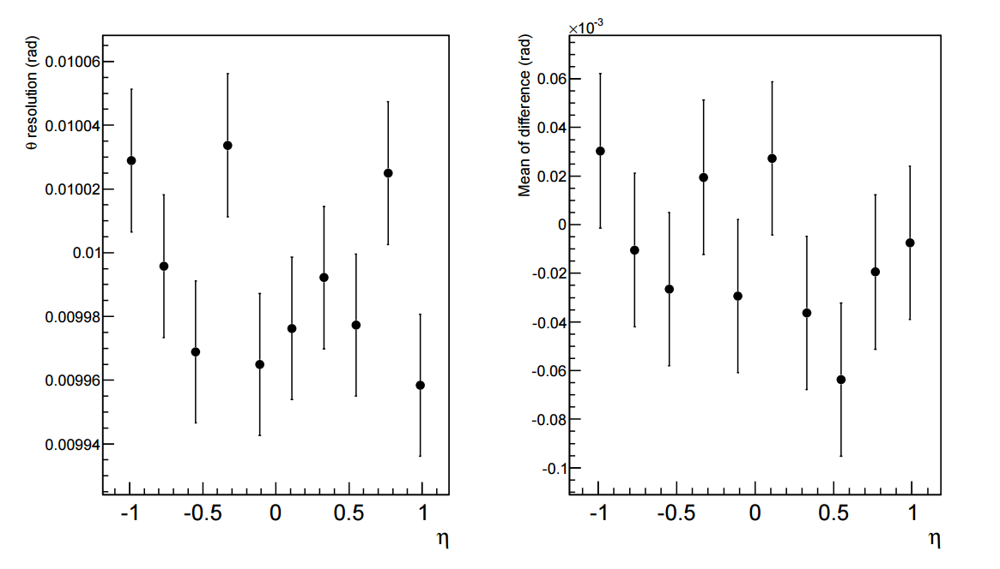 θ resolution (rad)
0.01006
0.01004
0.01002
0.01
0.00998
0.00996
0.00994
-1 -0.5 0 0.5 1
η
×10-3
Mean of difference (rad)
0.06
0.04
0.02
0
-0.02
-0.04
-0.06
-0.08
-0.1
-1 -0.5 0 0.5 1
η